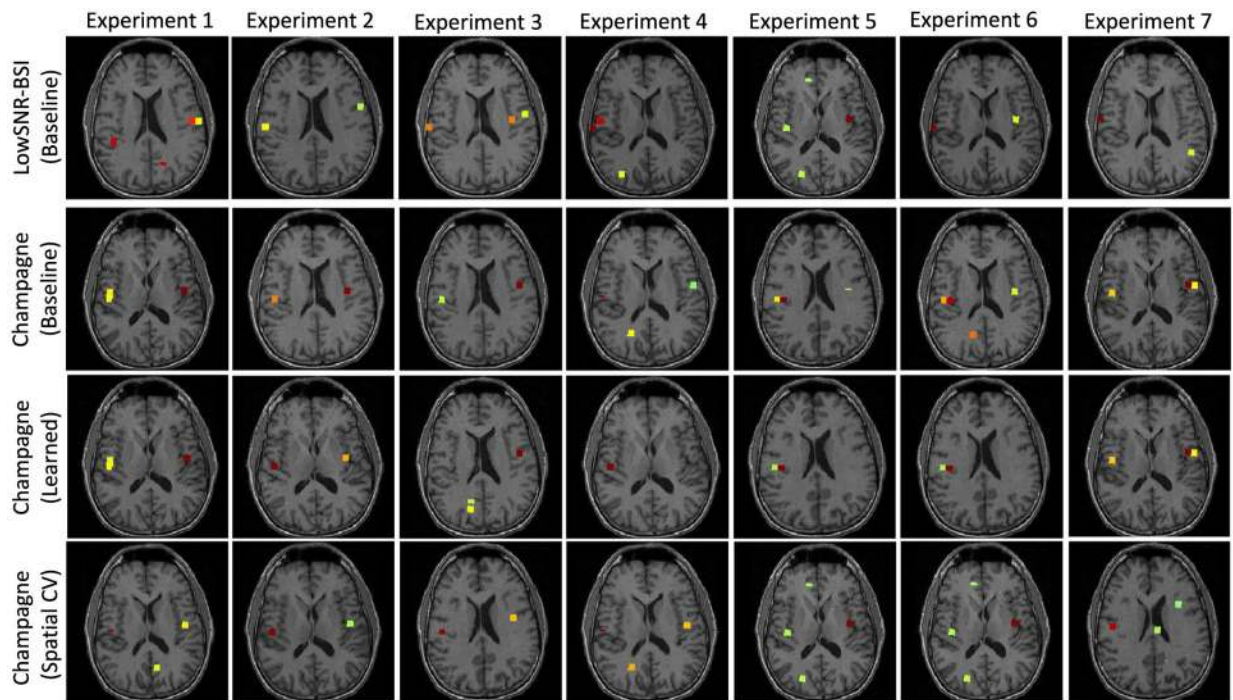 Experiment 1 Experiment 2 Experiment 3 Experiment 4 Experiment 5 Experiment 6 Experiment 7
LowSNR-BSI
(Baseline)
Champagne
(Baseline)
Champagne
(Learned)
Champagne
(Spatial CV)